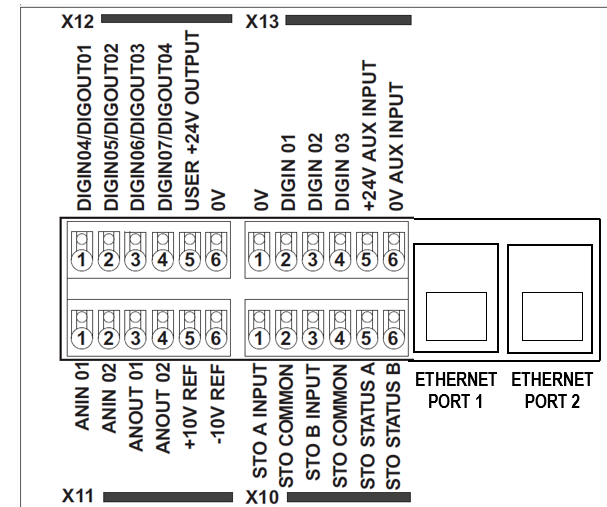 X12
X13
DIGIN04/DIGOUT01
DIGIN05/DIGOUT02
DIGIN06/DIGOUT03
DIGIN07/DIGOUT04
USER +24V OUTPUT
0V
0V
DIGIN 01
DIGIN 02
DIGIN 03
+24V AUX INPUT
0V AUX INPUT
1 2 3 4 5 6
1 2 3 4 5 6
1 2 3 4 5 6
1 2 3 4 5 6
ANIN 01
ANIN 02
ANOUT 01
ANOUT 02
+10V REF
-10V REF
STO A INPUT
STO COMMON
STO B INPUT
STO COMMON
STO STATUS A
STO STATUS B
ETHERNET
PORT 1
ETHERNET
PORT 2
X11
X10